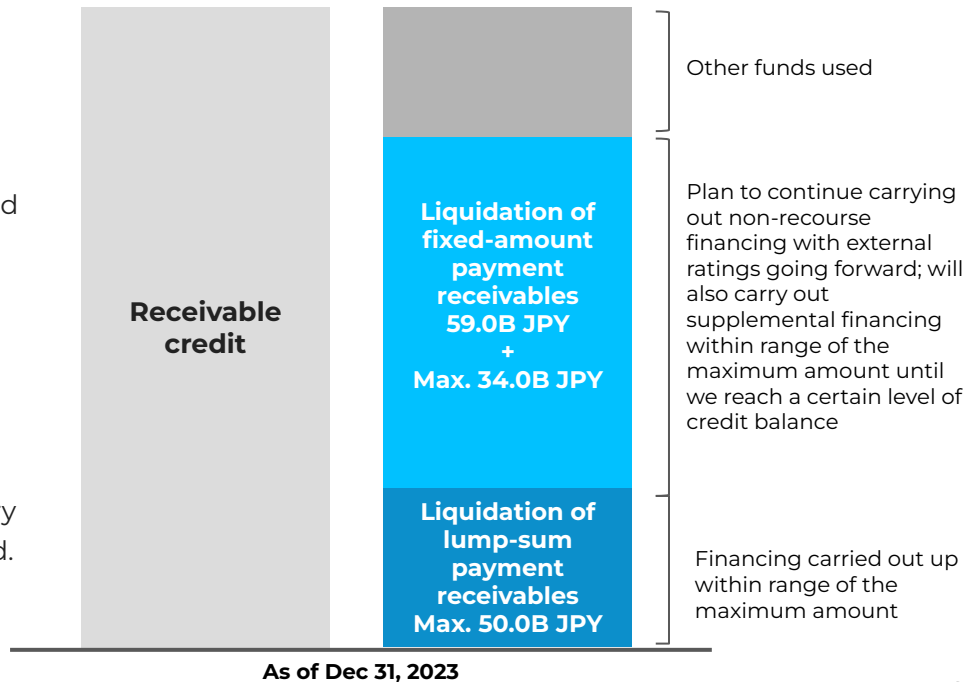 Other funds used
d
Receivable
credit
Liquidation of
fixed-amount
payment
receivables
59.0B JPY
+
Max. 34.0B JPY
Plan to continue carrying
out non-recourse
financing with external
ratings going forward; will
also carry out
supplemental financing
within range of the
maximum amount until
we reach a certain level of
credit balance
y
d.
Liquidation of
lump-sum
payment
receivables
Max. 50.0B JPY
Financing carried out up
within range of the
maximum amount
As of Dec 31, 2023